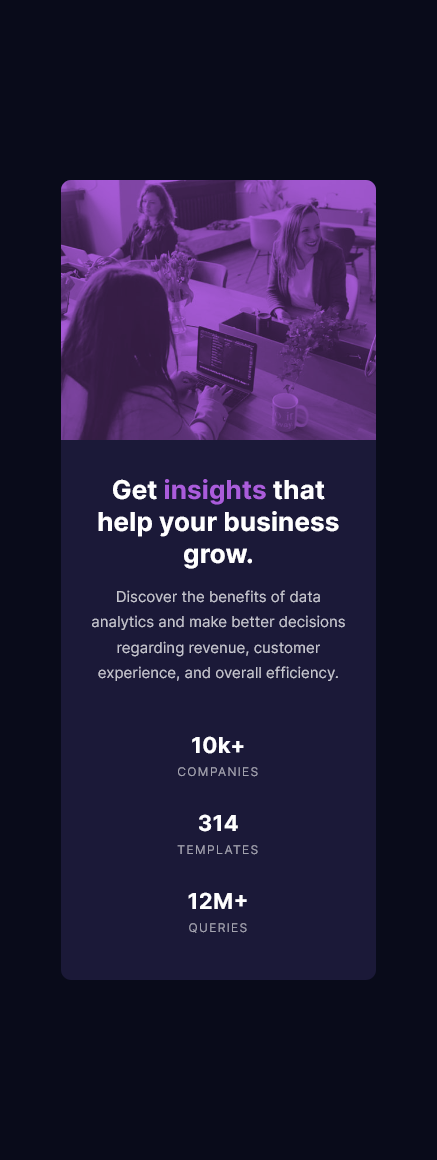 Get insights that
help your business
grow.
Discover the benefits of data
analytics and make better decisions
regarding revenue, customer
experience, and overall efficiency.
10k+
COMPANIES
314
TEMPLATES
12M+
QUERIES